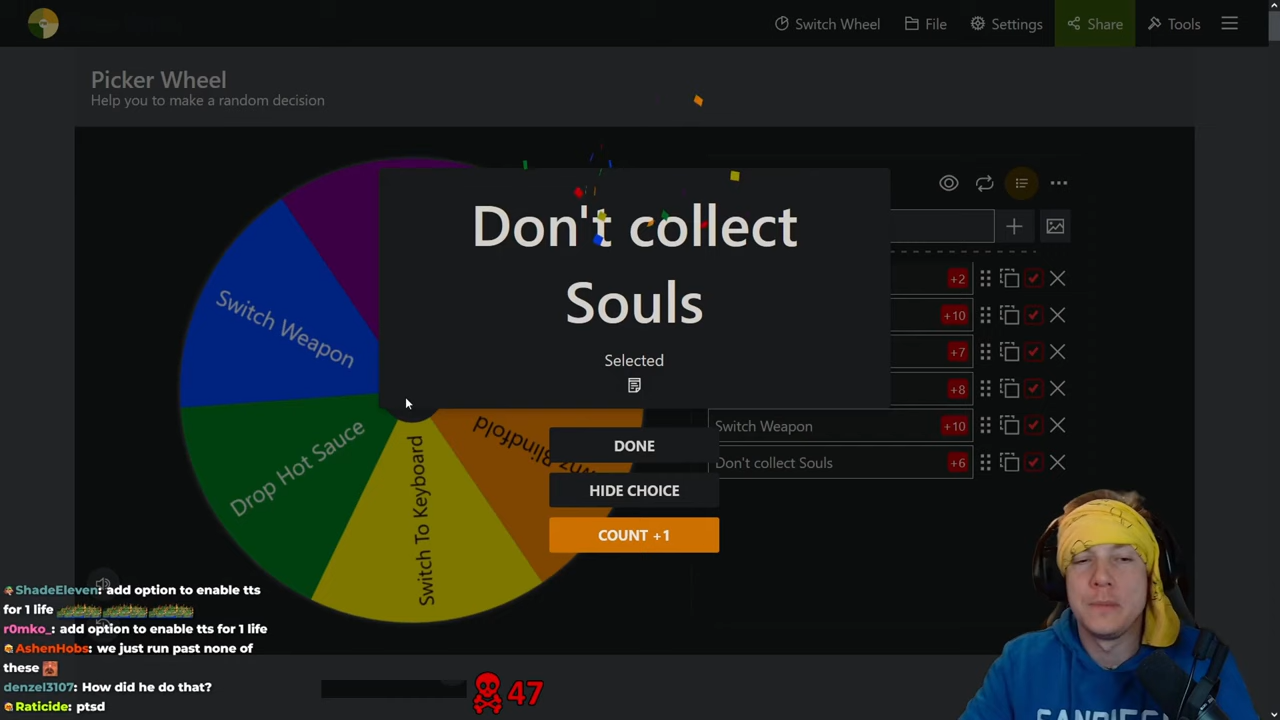 Switch Wheel
File
Settings
Share
Tools
Picker Wheel
Help you to make a random decision
Don't collect
Souls
Selected
DONE
HIDE CHOICE
COUNT +1
Switch Weapon
Drop Hot Sauce
Switch To Keyboard
Blindfold
+2
+10
+7
+8
Switch Weapon
+10
Don't collect Souls
+6
ShadeEleven: add option to enable tts
for 1 life
r0mko_: add option to enable tts for 1 life
AshenHobs: we just run past none of
these
denzel3107: How did he do that?
Raticide: ptsd
47